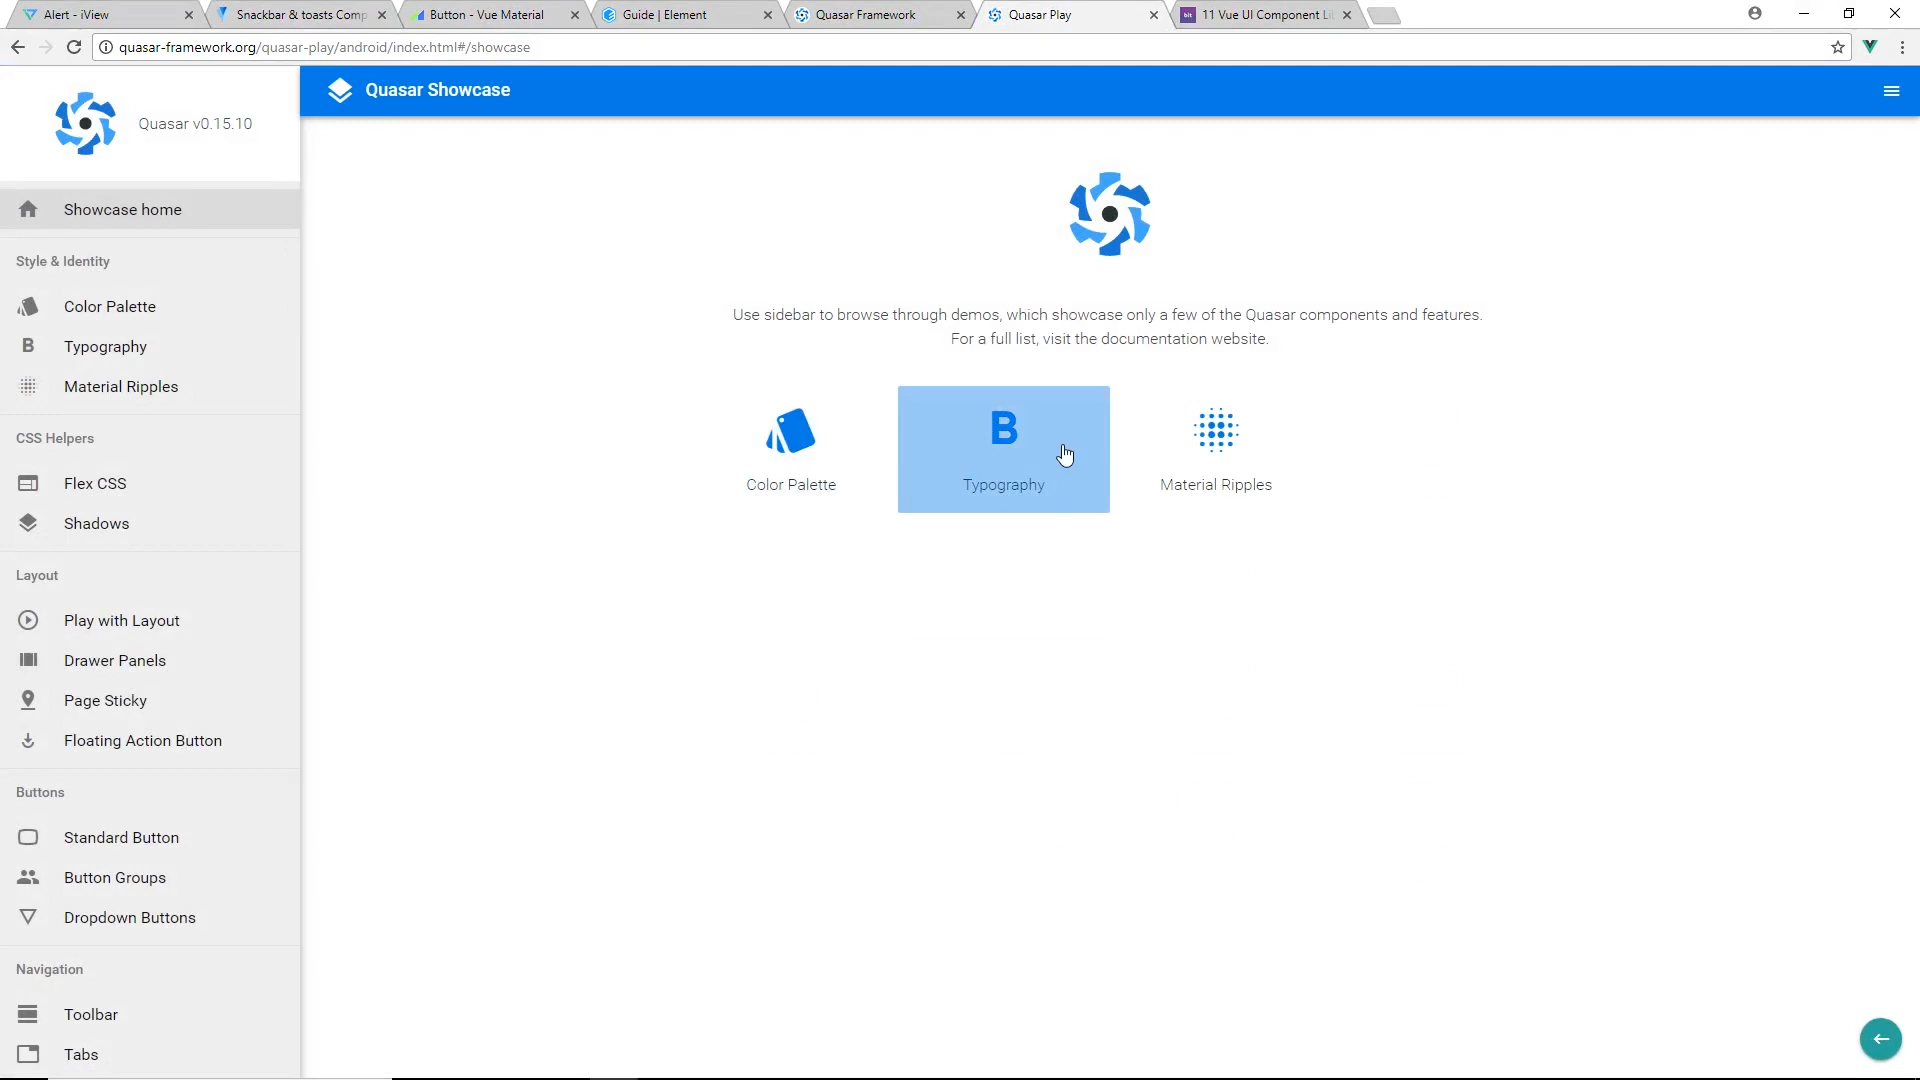 Alert - iView
Snackbar & toasts Comp
Button - Vue Material
Guide | Element
Quasar Framework
Quasar Play
bit
11 Vue UI Component Li
quasar-framework.org/quasar-play/android/index.html#/showcase
Quasar v0.15.10
Quasar Showcase
Showcase home
Style & Identity
Color Palette
B
Typography
Material Ripples
CSS Helpers
Flex CSS
Shadows
Layout
Play with Layout
Drawer Panels
Page Sticky
Floating Action Button
Buttons
Standard Button
Button Groups
Dropdown Buttons
Navigation
Toolbar
Tabs
Use sidebar to browse through demos, which showcase only a few of the Quasar components and features.
For a full list, visit the documentation website.
Color Palette
B
Typography
Material Ripples